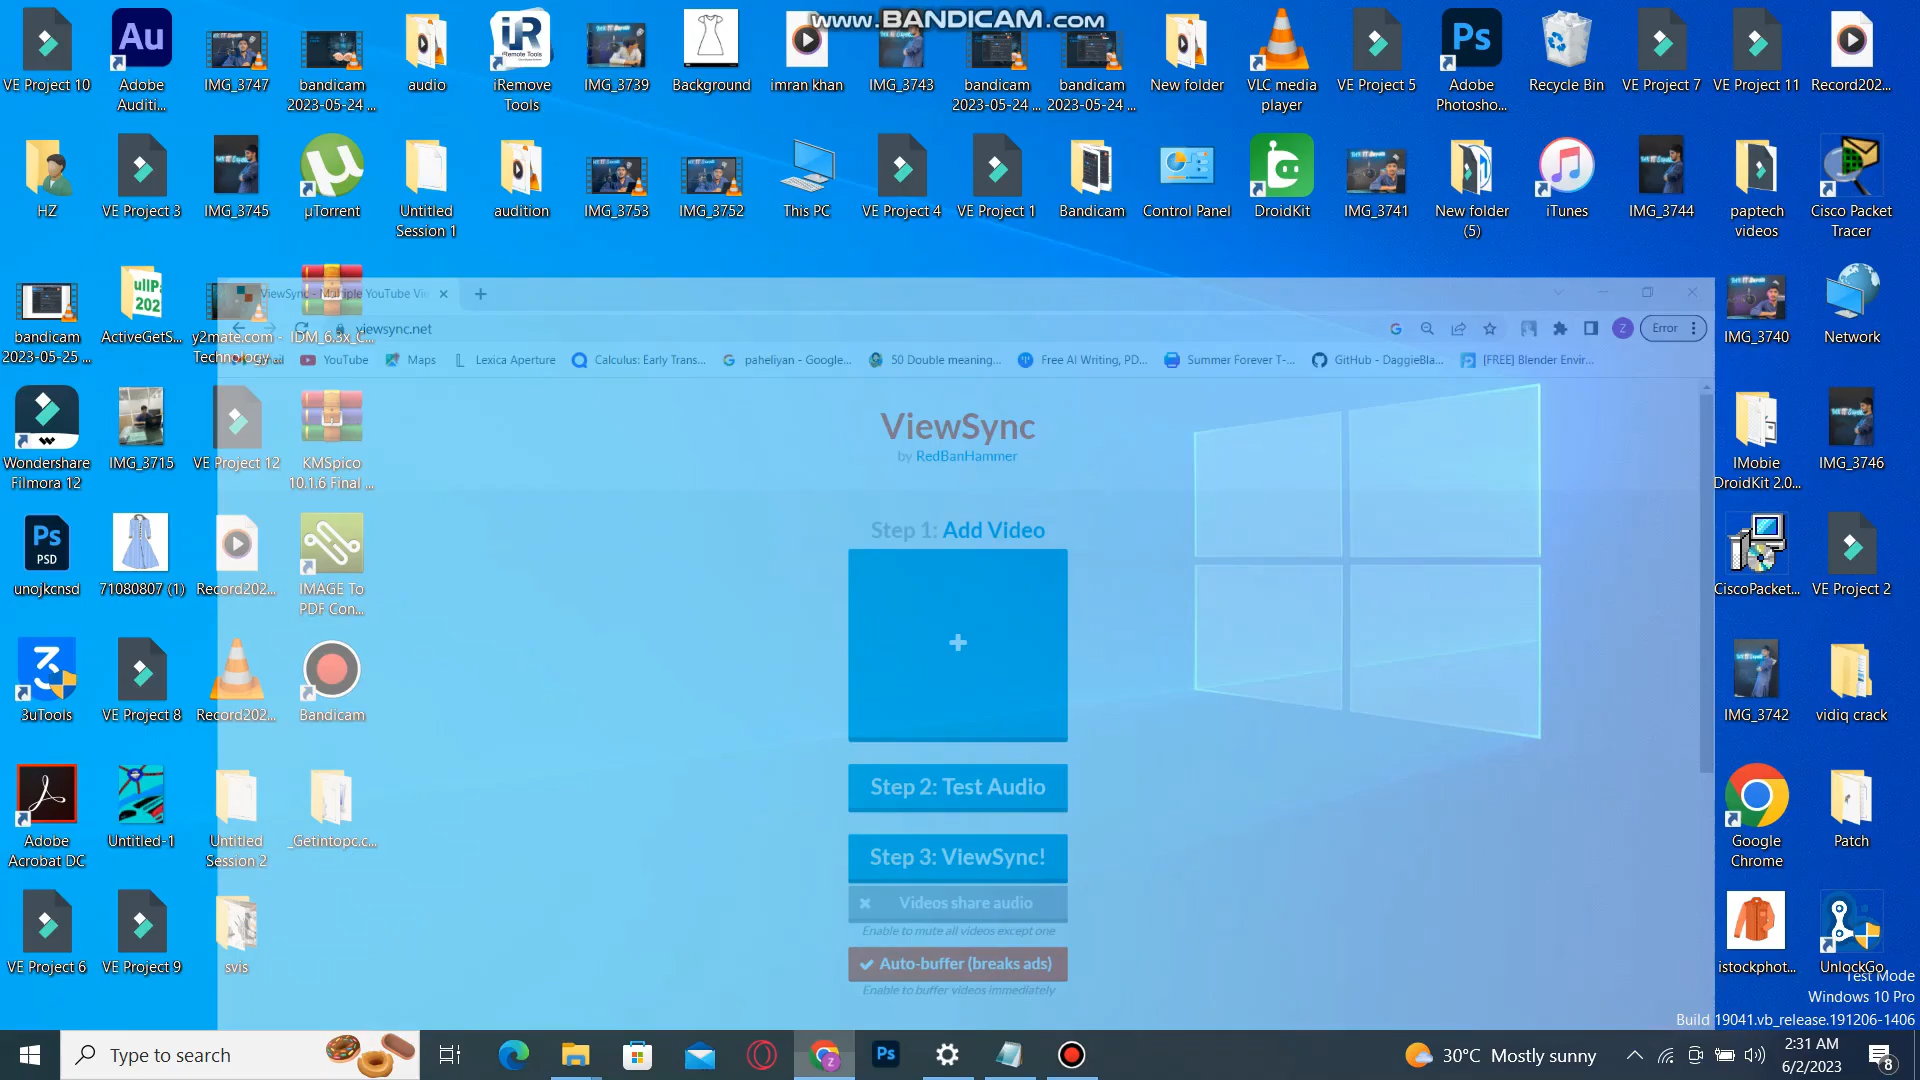 www.BANDICAM.com
VE Project 10
Adobe
Auditi...
IMG_3747
bandicam
2023-05-24 ...
audio
iRemove
Tools
IMG_3739
Background
imran khan
IMG_3743
bandicam
2023-05-24 ...
bandicam
2023-05-24 ...
New folder
VLC media
player
VE Project 5
Adobe
Photosho...
Recycle Bin
VE Project 7
VE Project 11
Record202...
HZ
VE Project 3
IMG_3745
µTorrent
Untitled
Session 1
audition
IMG_3753
IMG_3752
This PC
VE Project 4
VE Project 1
Bandicam
Control Panel
DroidKit
IMG_3741
New folder
(5)
iTunes
IMG_3744
paptech
videos
Cisco Packet
Tracer
bandicam
2023-05-25 ...
ActiveGetS...
y2mate.com -
Technology...
IDM_6.3x_C...
IMG_3740
Network
ViewSync - Multiple YouTube Vi
viewsync.net
Error
YouTube
Maps
Lexica Aperture
Calculus: Early Trans...
paheliyan - Google...
50 Double meaning...
Free AI Writing, PD...
Summer Forever T-...
GitHub - DaggieBla...
[FREE] Blender Envir...
Wondershare
Filmora 12
IMG_3715
VE Project 12
KMSpico
10.1.6 Final ...
ViewSync
by RedBanHammer
IMobie
DroidKit 2.0...
IMG_3746
Step 1: Add Video
+
unojkcnsd
71080807 (1)
Record202...
IMAGE To
PDF Con...
CiscoPacket...
VE Project 2
3uTools
VE Project 8
Record202...
Bandicam
IMG_3742
vidiq crack
Step 2: Test Audio
Adobe
Acrobat DC
Untitled-1
Untitled
Session 2
_Getintopc.c...
Google
Chrome
Patch
Step 3: ViewSync!
Videos share audio
Enable to mute all videos except one
Auto-buffer (breaks ads)
Enable to buffer videos immediately
VE Project 6
VE Project 9
svis
istockphot...
UnlockGo
Test Mode
Windows 10 Pro
Build 19041.vb_release.191206-1406
Type to search
30°C Mostly sunny
2:31 AM
6/2/2023
8